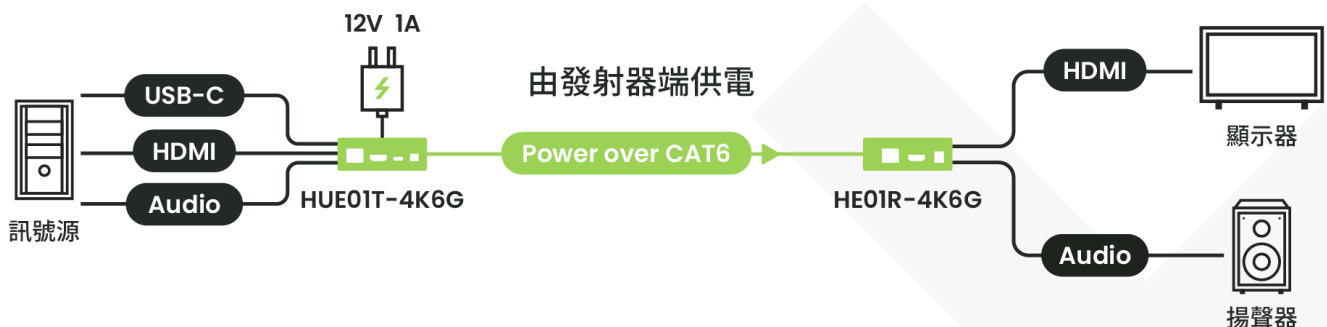 12V 1A
由發射器端供電
USB-C
HDMI
Audio
訊號源
HUE01T-4K6G
Power over CAT6
HE01R-4K6G
HDMI
顯示器
Audio
揚聲器